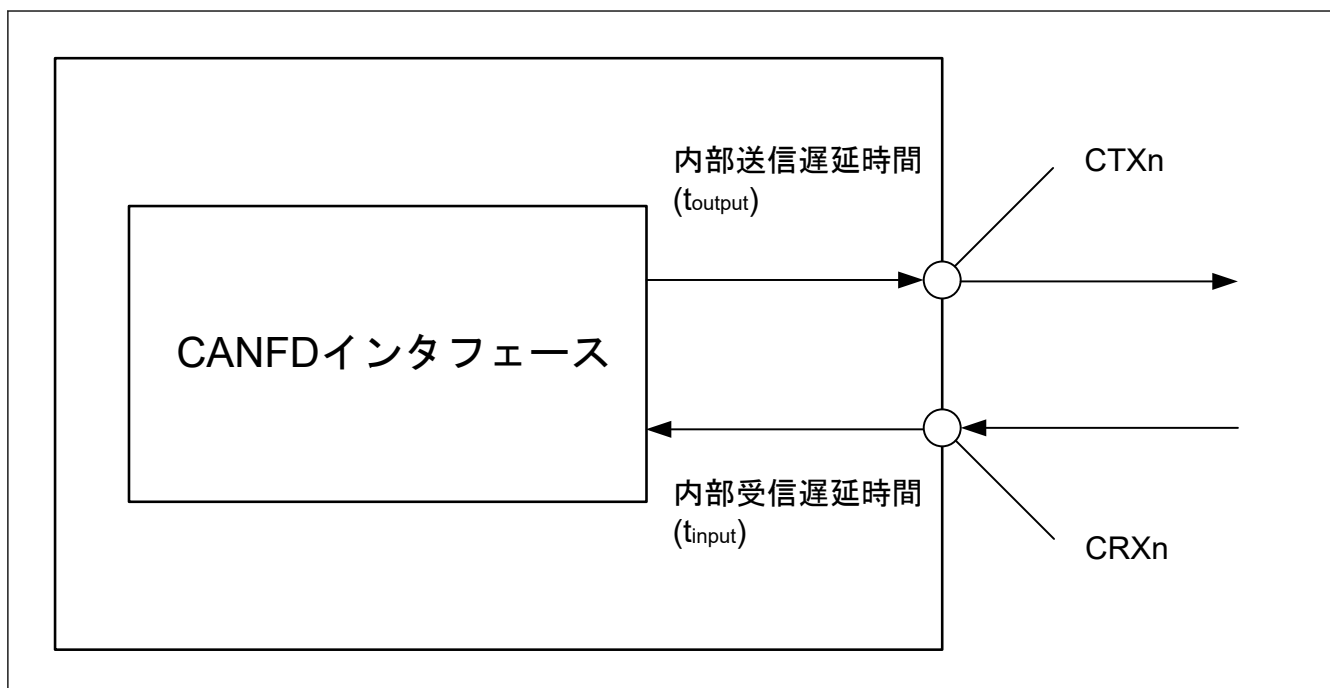 内部送信遅延時間
(toutput)
CTXn
CANFDインタフェース
内部受信遅延時間
(tinput)
CRXn